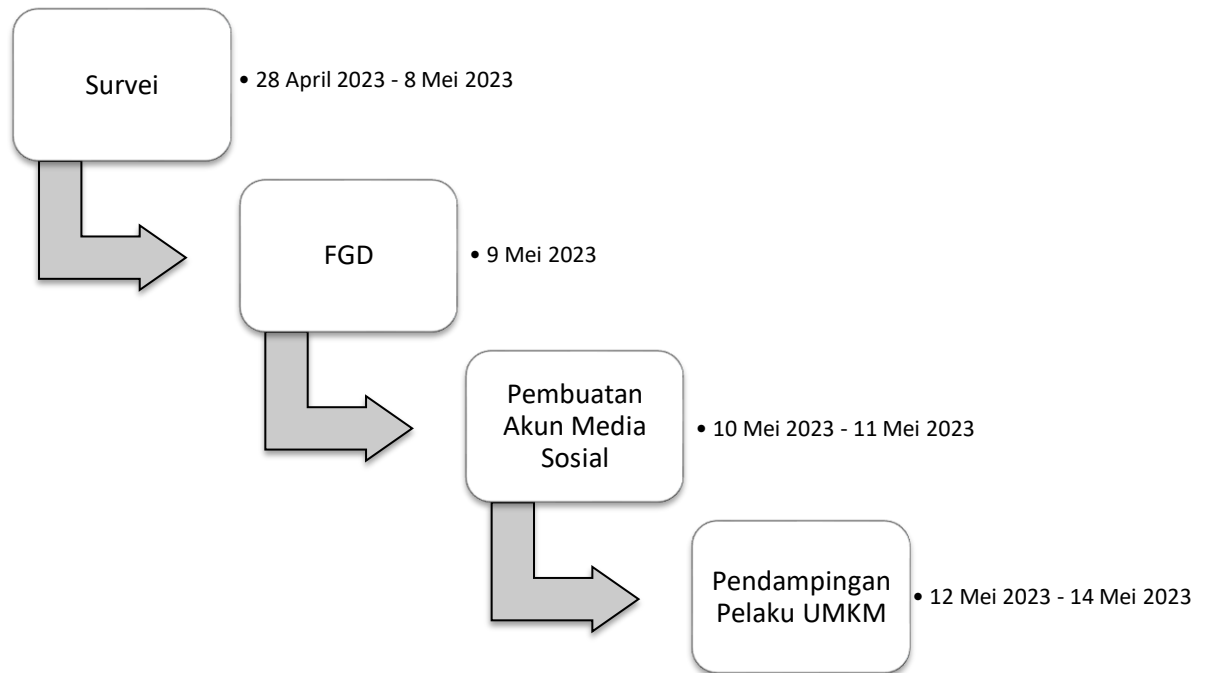 Survei
• 28 April 2023 - 8 Mei 2023
FGD
• 9 Mei 2023
Pembuatan
Akun Media
Sosial
• 10 Mei 2023 - 11 Mei 2023
Pendampingan
Pelaku UMKM
• 12 Mei 2023 - 14 Mei 2023